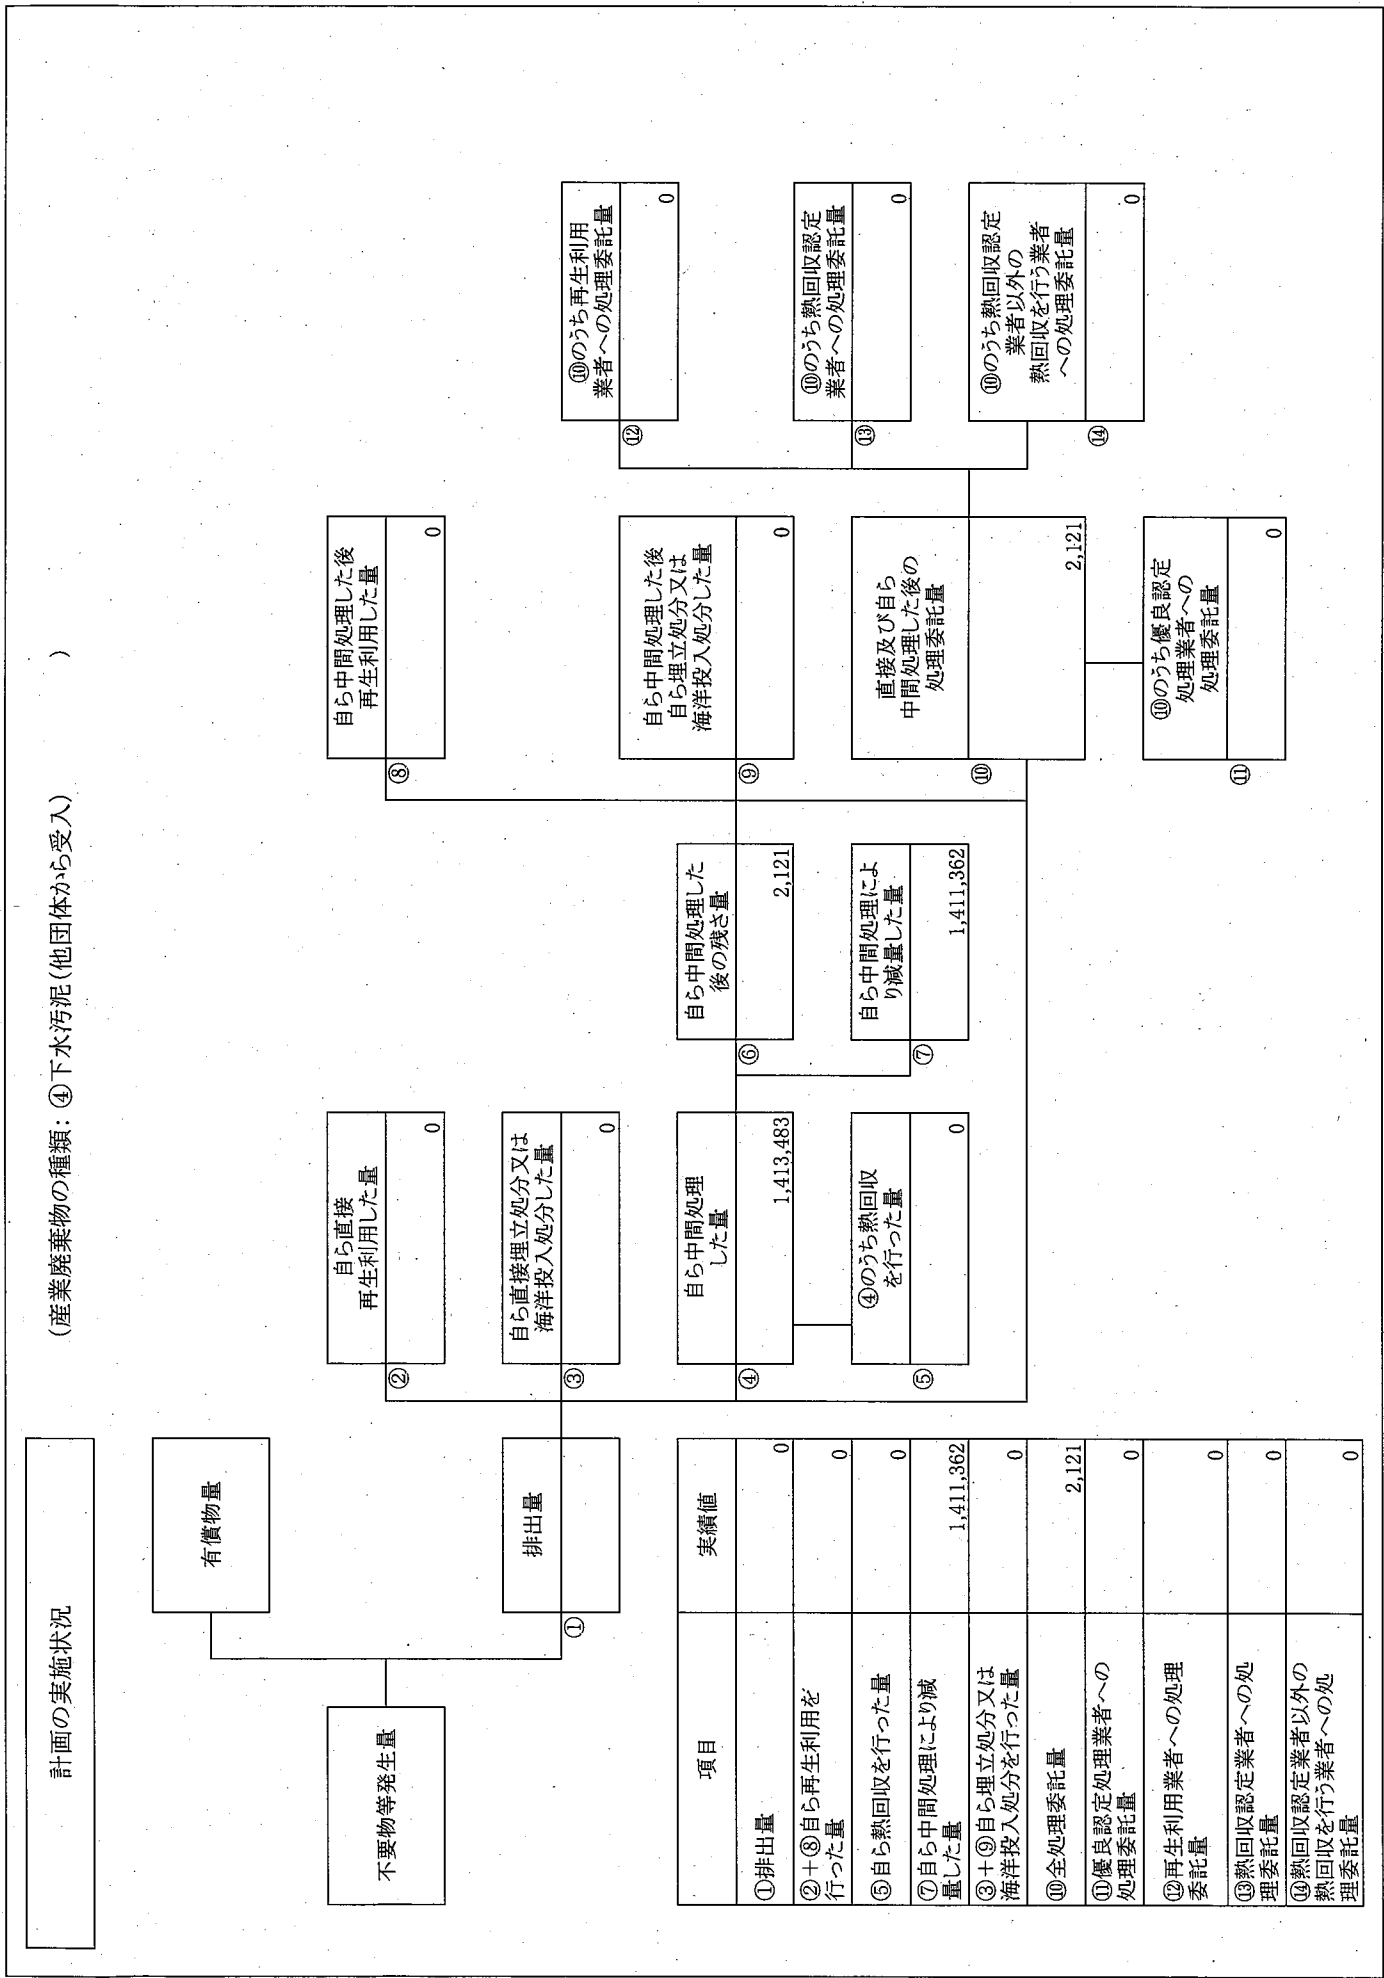 計画の実施状況
(産業廃棄物の種類：④下水汚泥(他団体から受入)　　　　　)
不要物等発生量
有償物量
排出量
①
自ら直接
再生利用した量
②
0
自ら直接埋立処分又は
海洋投入処分した量
③
0
自ら中間処理
した量
④
1,413,483
④のうち熱回収
を行った量
⑤
0
自ら中間処理した
後の残さ量
⑥
2,121
自ら中間処理によ
り減量した量
⑦
1,411,362
自ら中間処理した後
再生利用した量
⑧
0
自ら中間処理した後
自ら埋立処分又は
海洋投入処分した量
⑨
0
直接及び自ら
中間処理した後の
処理委託量
⑩
2,121
⑩のうち優良認定
処理業者への
処理委託量
⑪
0
⑩のうち再生利用
業者への処理委託量
⑫
0
⑩のうち熱回収認定
業者への処理委託量
⑬
0
⑩のうち熱回収認定
業者以外の
熱回収を行う業者
への処理委託量
⑭
0
項目　実績値
①排出量　0
②＋⑧自ら再生利用を
行った量　0
⑤自ら熱回収を行った量　0
⑦自ら中間処理により減
量した量　1,411,362
③＋⑨自ら埋立処分又は
海洋投入処分を行った量　0
⑩全処理委託量　2,121
⑪優良認定処理業者への
処理委託量　0
⑫再生利用業者への処理
委託量　0
⑬熱回収認定業者への処
理委託量　0
⑭熱回収認定業者以外の
熱回収を行う業者への処
理委託量　0